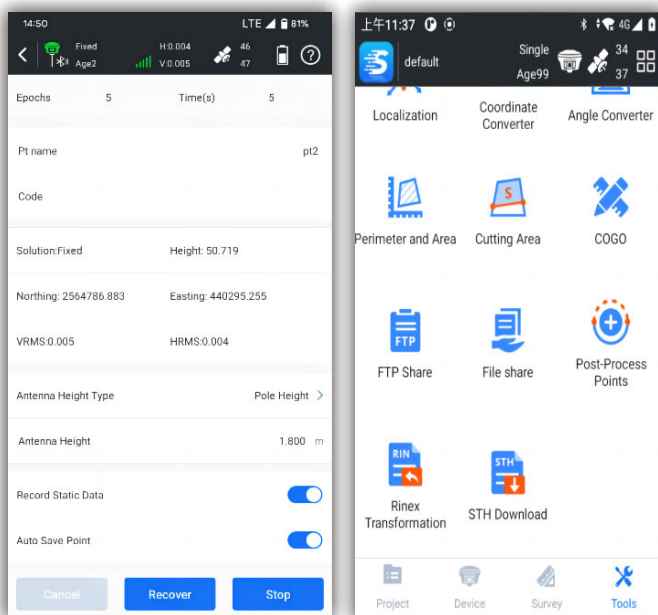 14:50
LTE 81%
Fixed
H:0.004
46
Age2
V:0.005
47
Epochs 5 Time(s) 5
Pt name pt2
Code
Solution:Fixed Height: 50.719
Northing: 2564786.883 Easting: 440295.255
VRMS:0.005 HRMS:0.004
Antenna Height Type Pole Height
Antenna Height 1.800 m
Record Static Data
Auto Save Point
Cancel Recover Stop
上午11:37
4G
default
Single
34
Age99
37
Localization
Coordinate
Converter
Angle Converter
S
Perimeter and Area
Cutting Area
COGO
FTP
FTP Share
File share
Post-Process
Points
RIN
STH
Rinex
Transformation
STH Download
Project Device Survey Tools